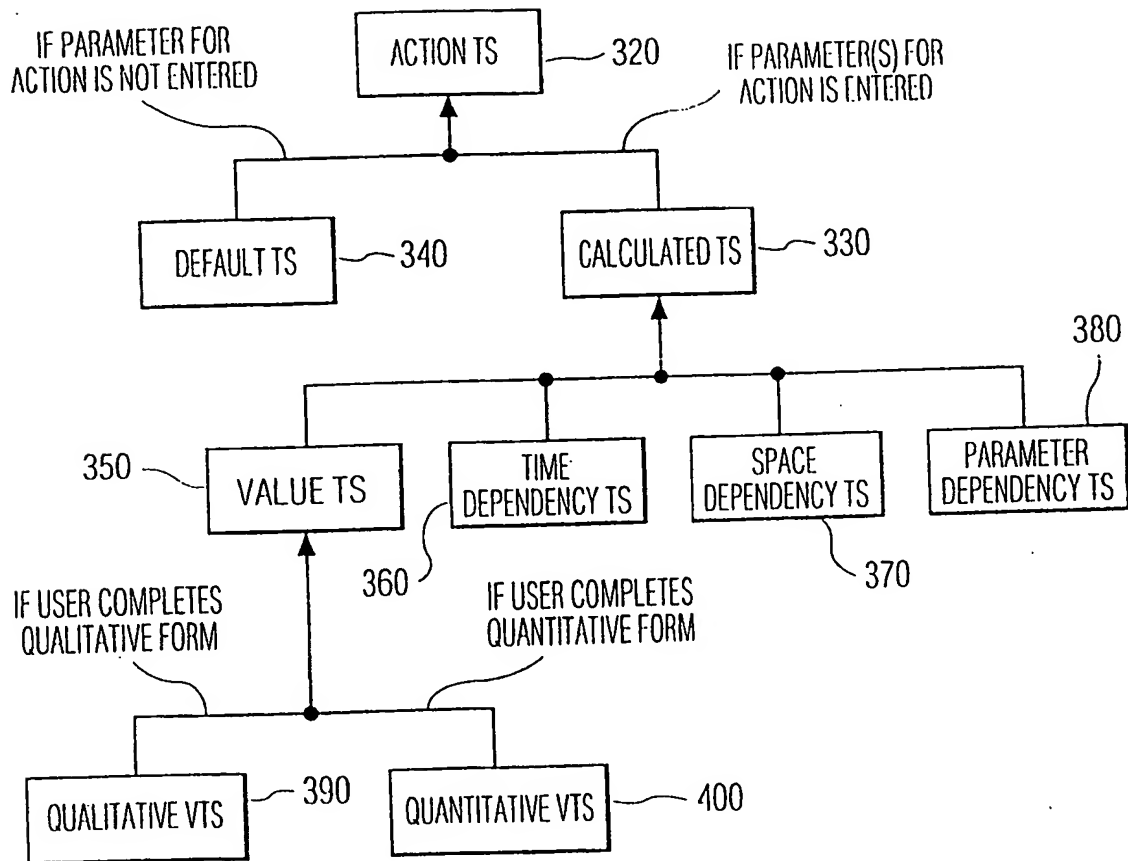 IF PARAMETER FOR
ACTION IS NOT ENTERED
ACTION TS
320
IF PARAMETER(S) FOR
ACTION IS ENTERED
DEFAULT TS
340
CALCULATED TS
330
380
350
VALUE TS
TIME
DEPENDENCY TS
SPACE
DEPENDENCY TS
PARAMETER
DEPENDENCY TS
360
370
IF USER COMPLETES
QUALITATIVE FORM
IF USER COMPLETES
QUANTITATIVE FORM
QUALITATIVE VTS
390
QUANTITATIVE VTS
400